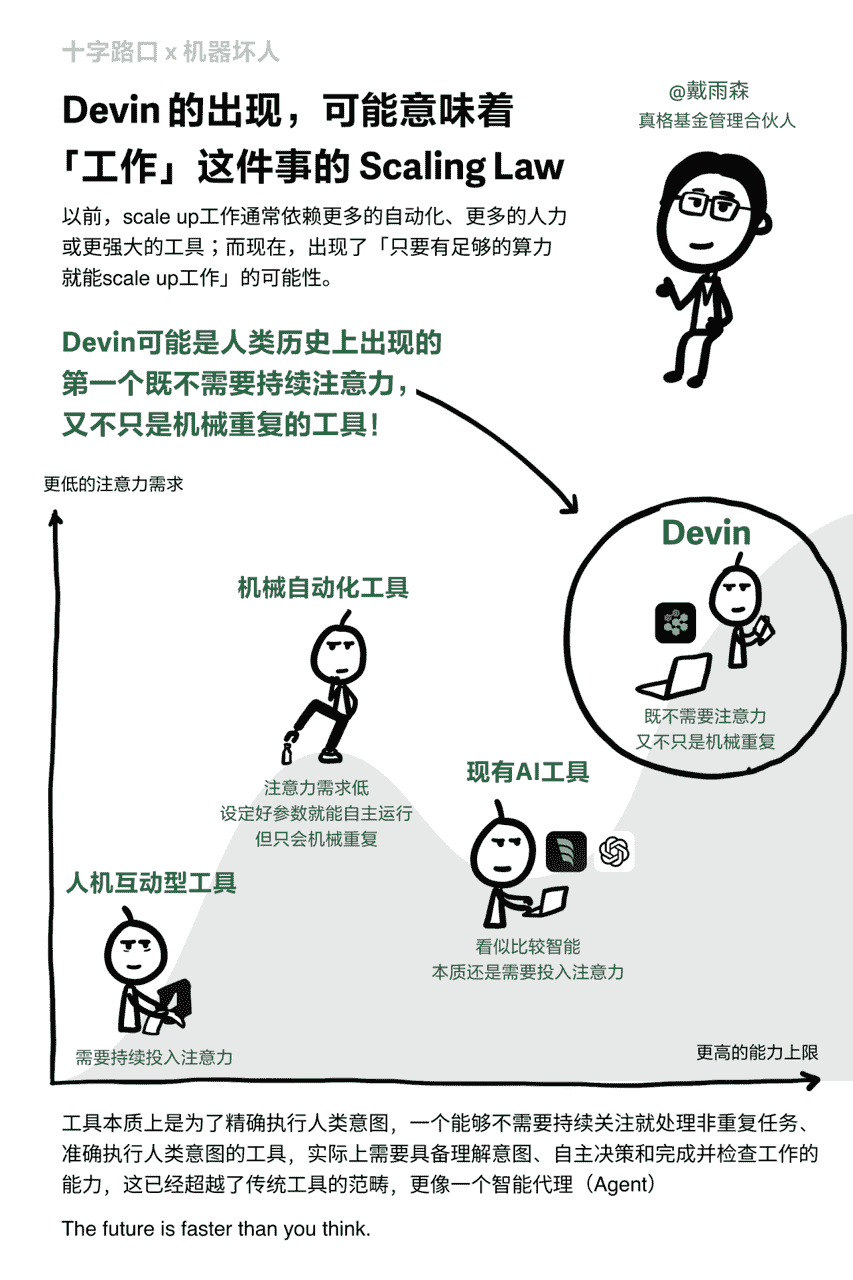 十字路口 x 机器坏人
Devin 的出现，可能意味着
「工作」这件事的 Scaling Law
@戴雨森
真格基金管理合伙人
以前，scale up工作通常依赖更多的自动化、更多的人力
或更强大的工具；而现在，出现了「只要有足够的算力
就能scale up工作」的可能性。
Devin可能是人类历史上出现的
第一个既不需要持续注意力，
又不只是机械重复的工具！
更低的注意力需求
Devin
既不需要注意力
又不只是机械重复
机械自动化工具
注意力需求低
设定好参数就能自主运行
但只会机械重复
现有AI工具
看似比较智能
本质还是需要投入注意力
人机互动型工具
需要持续投入注意力
更高的能力上限
工具本质上是为了精确执行人类意图，一个能够不需要持续关注就处理非重复任务、
准确执行人类意图的工具，实际上需要具备理解意图、自主决策和完成并检查工作的
能力，这已经超越了传统工具的范畴，更像一个智能代理（Agent）
The future is faster than you think.